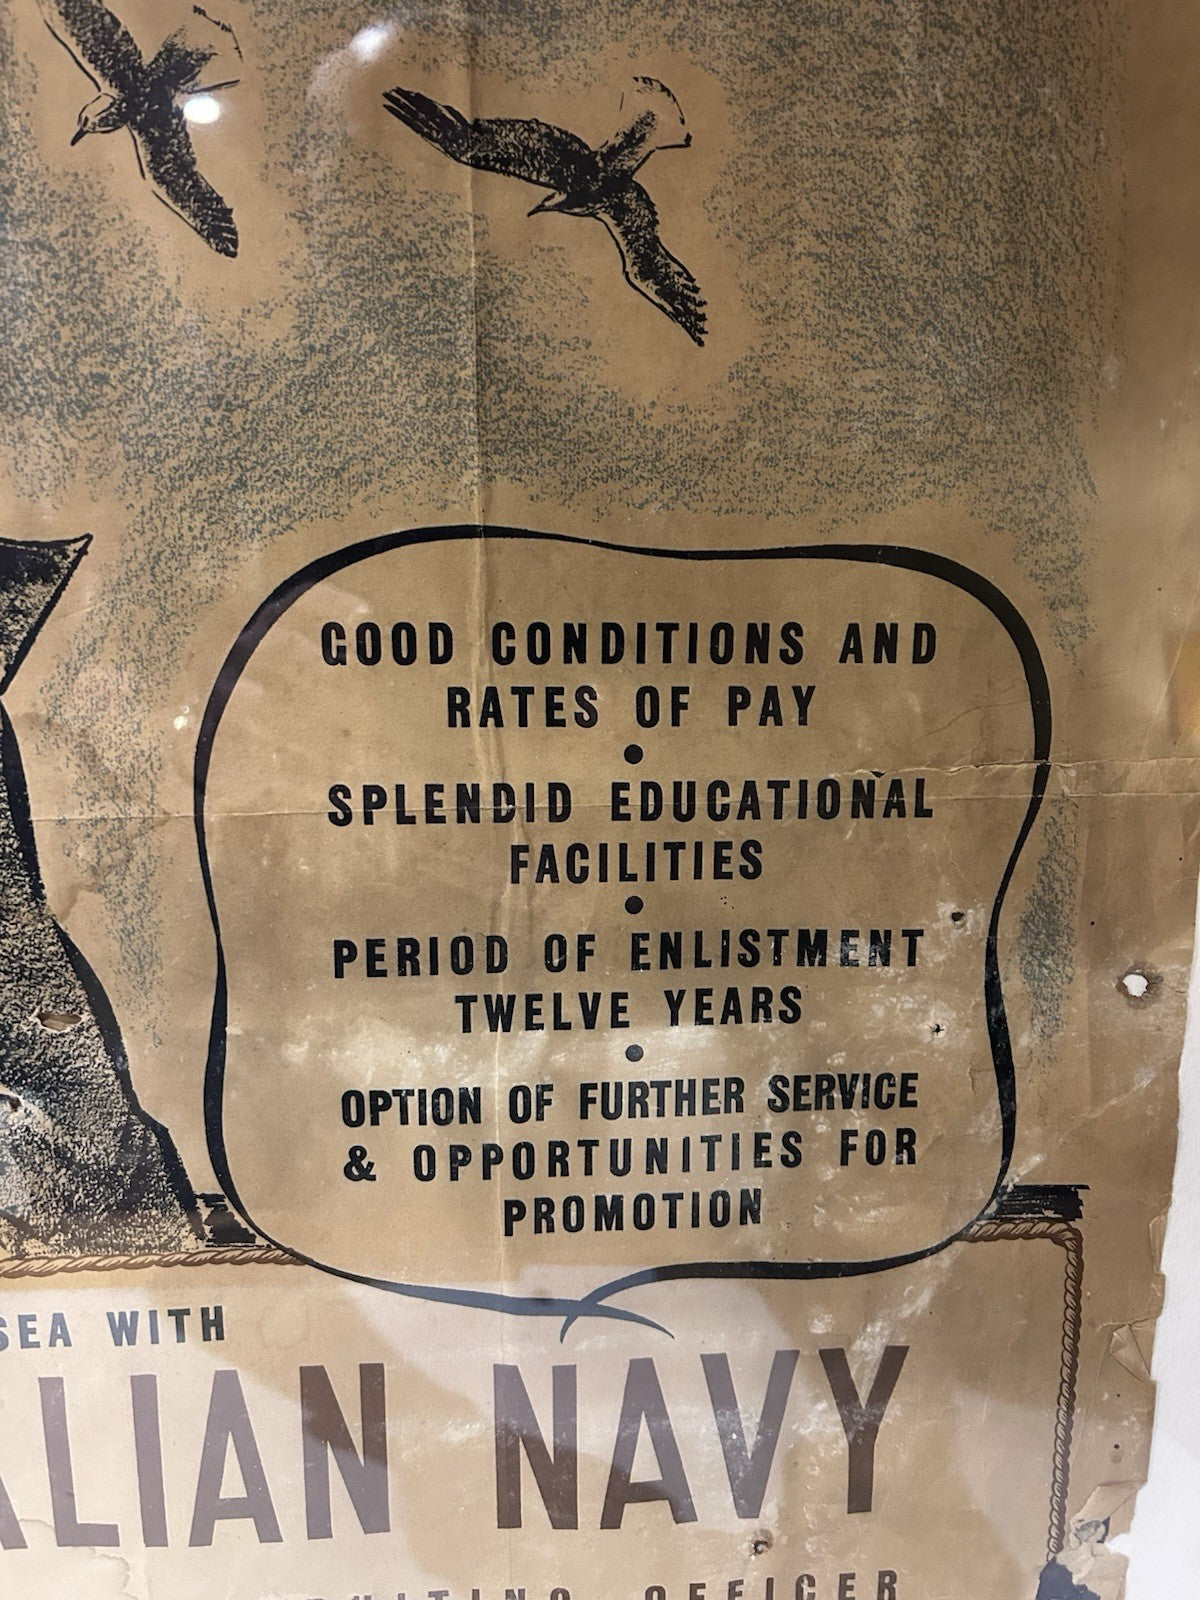 GOOD CONDITIONS AND
RATES OF PAY
•
SPLENDID EDUCATIONAL
FACILITIES
•
PERIOD OF ENLISTMENT
TWELVE YEARS
•
OPTION OF FURTHER SERVICE
& OPPORTUNITIES FOR
PROMOTION
SEA WITH
ALIAN NAVY
OFFICER